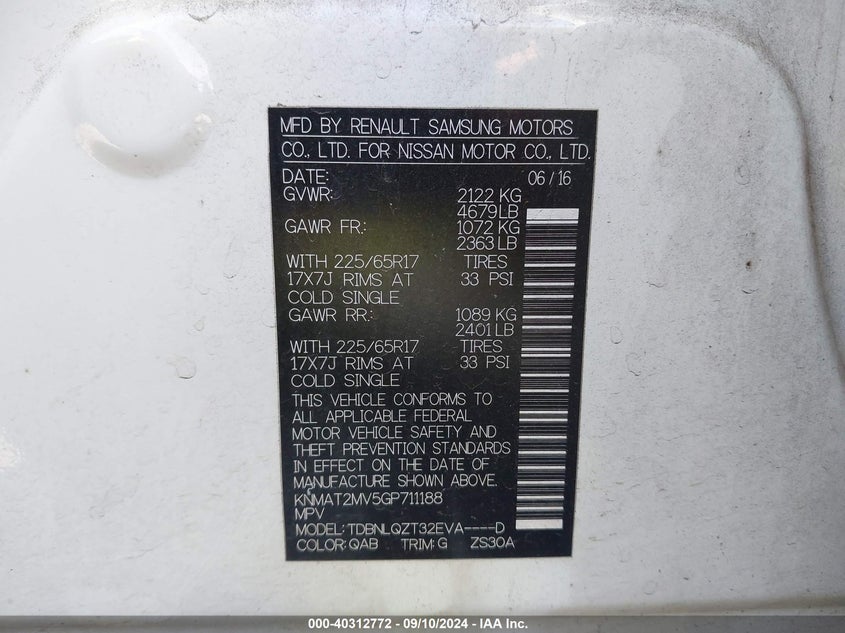 MFD BY RENAULT SAMSUNG MOTORS
CO., LTD. FOR NISSAN MOTOR CO., LTD.
DATE: 06/16
GVWR: 2122 KG
4679LB
GAWR FR.: 1072 KG
2363 LB
WITH 225/65R17 TIRES
17X7J RIMS AT 33 PSI
COLD SINGLE
GAWR RR.: 1089 KG
2401 LB
WITH 225/65R17 TIRES
17X7J RIMS AT 33 PSI
COLD SINGLE
THIS VEHICLE CONFORMS TO
ALL APPLICABLE FEDERAL
MOTOR VEHICLE SAFETY AND
THEFT PREVENTION STANDARDS
IN EFFECT ON THE DATE OF
MANUFACTURE SHOWN ABOVE.
KNMAT2MV5GP711188
MPV
MODEL: TDBNLQZT32EVA----D
COLOR: QAB TRIM: G ZS30A
000-40312772 - 09/10/2024 - IAA Inc.